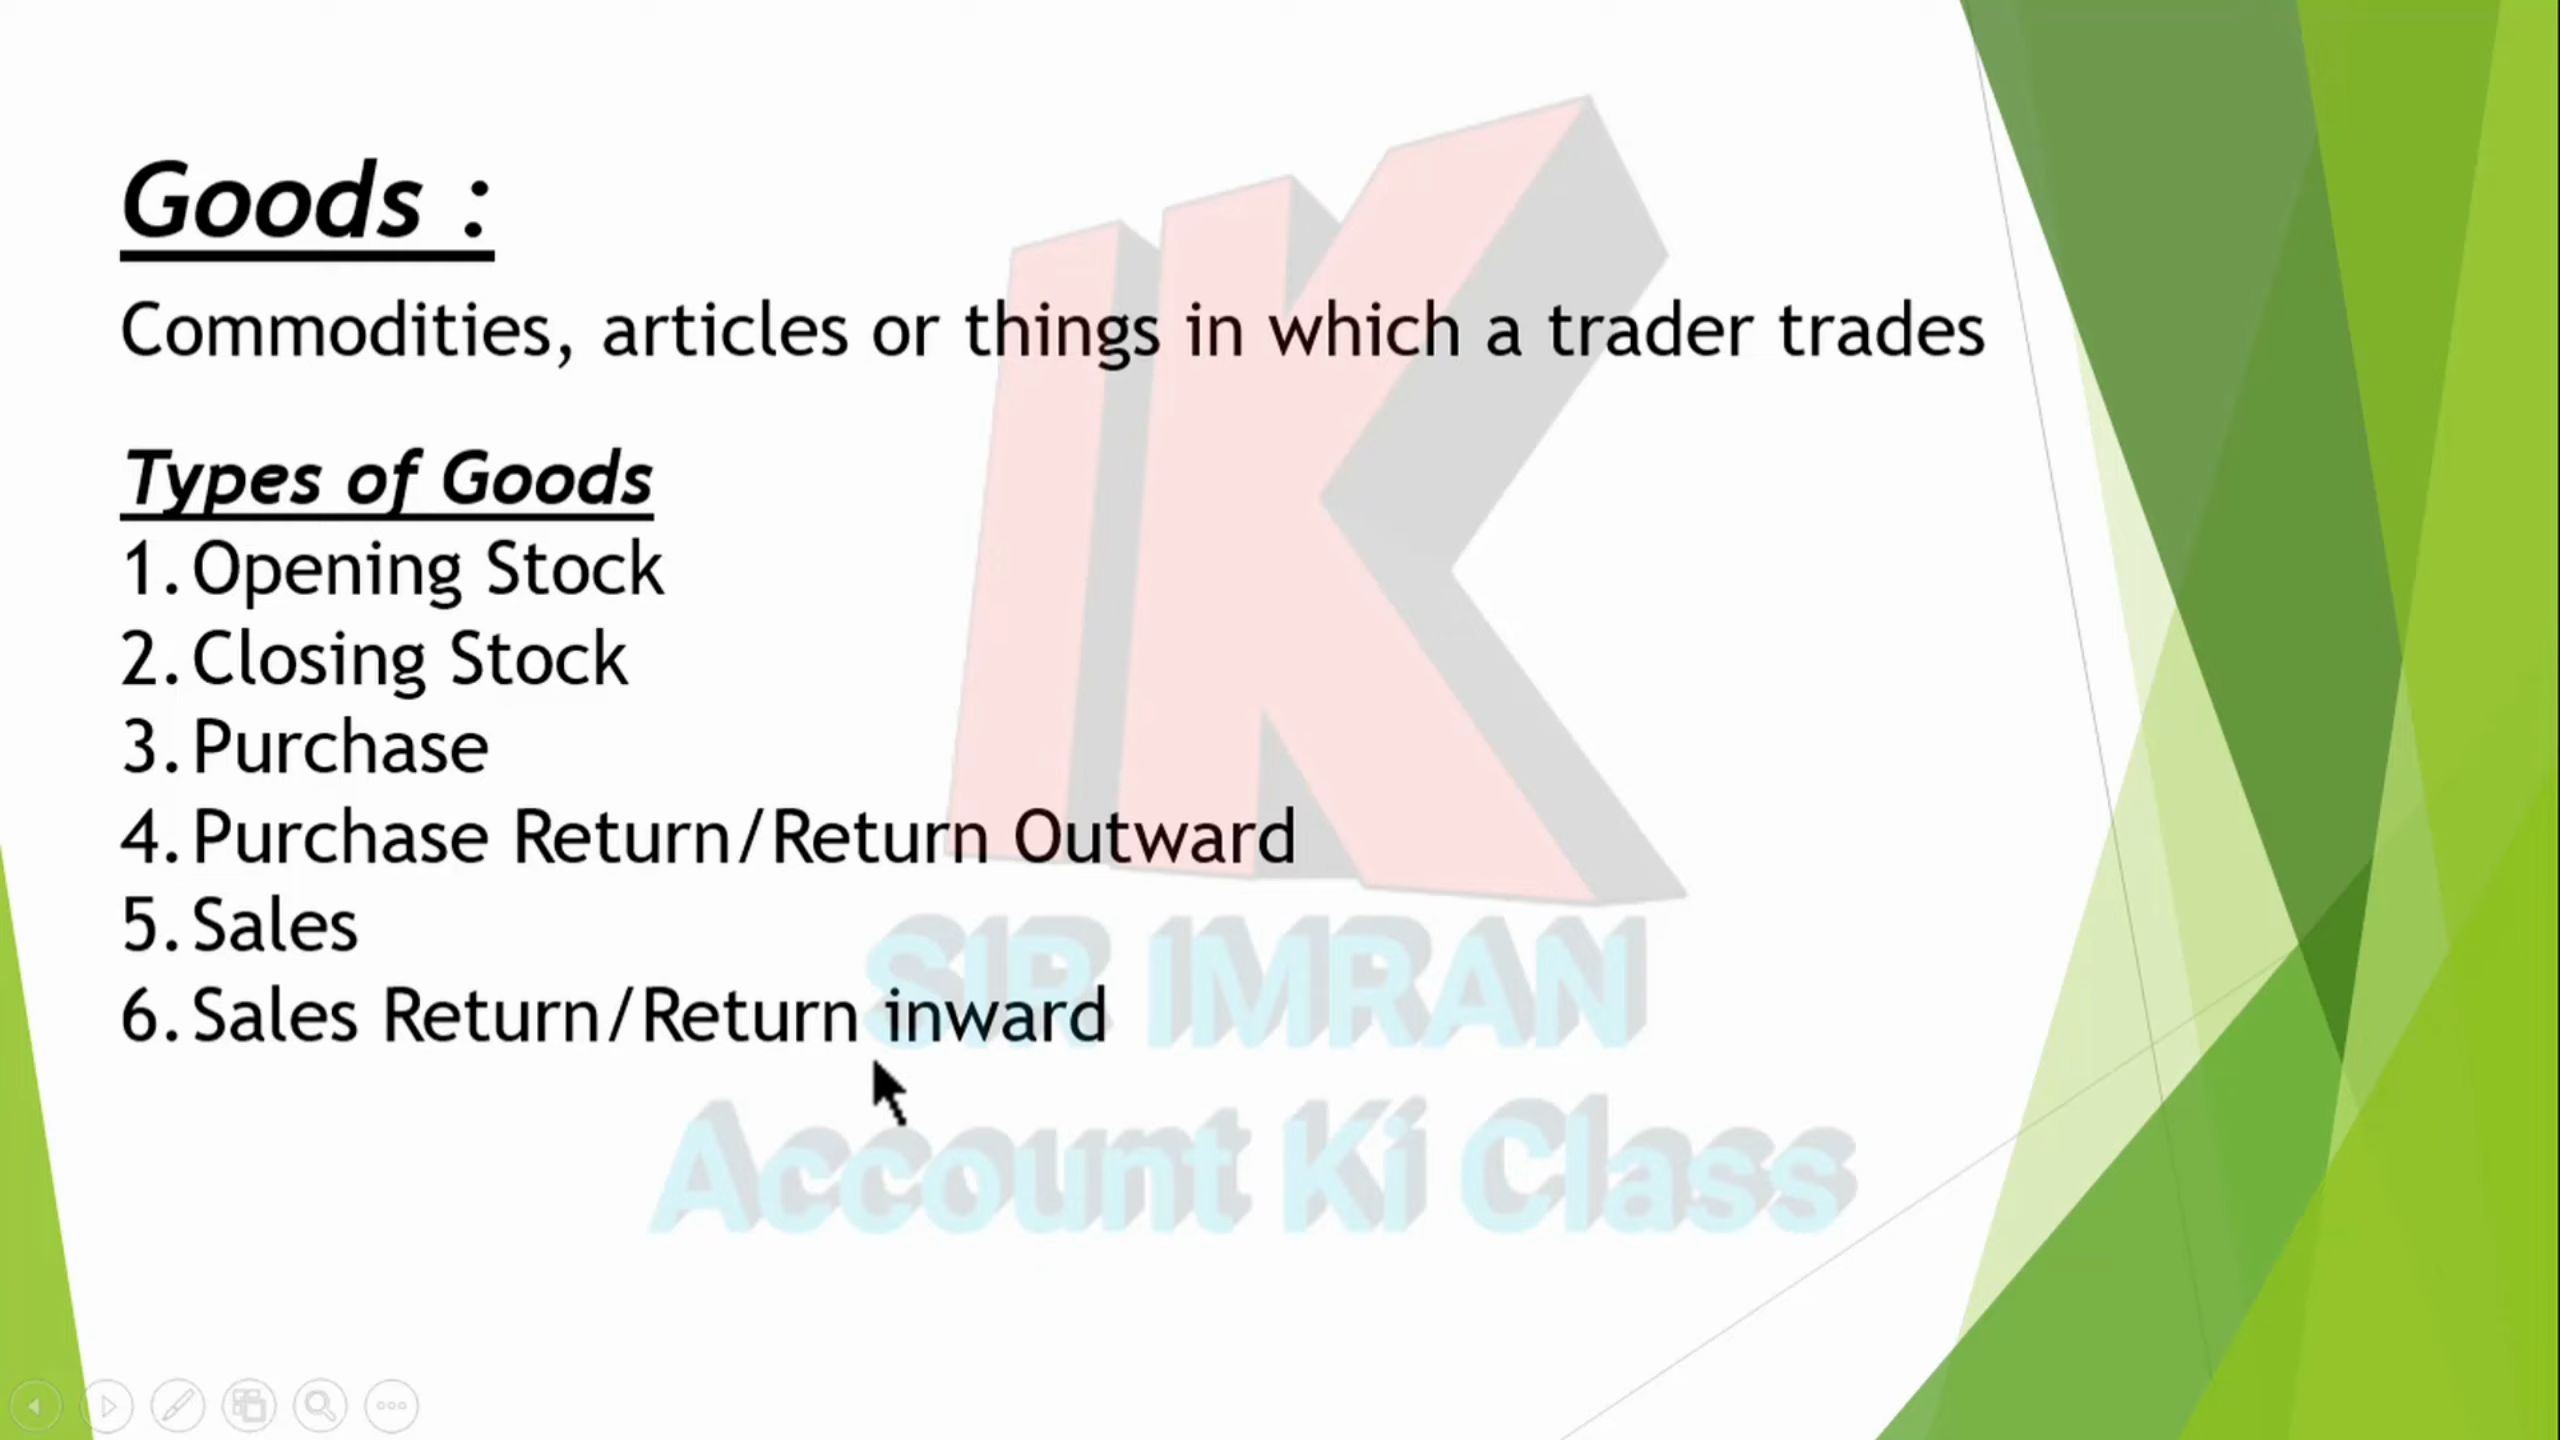 Goods :
Commodities, articles or things in which a trader trades
Types of Goods
1. Opening Stock
2. Closing Stock
3. Purchase
4. Purchase Return/Return Outward
5. Sales
6. Sales Return/Return inward
IK
SIR IMRAN
Account Ki Class